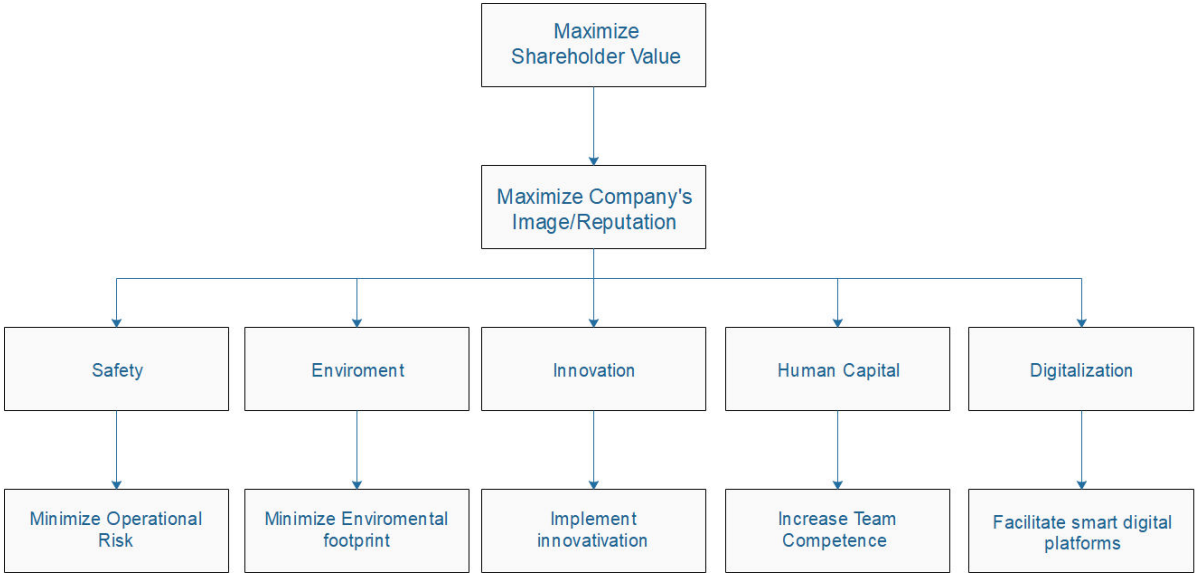 Maximize
Shareholder Value
Maximize Company's
Image/Reputation
Safety
Enviroment
Innovation
Human Capital
Digitalization
Minimize Operational
Risk
Minimize Enviromental
footprint
Implement
innovativation
Increase Team
Competence
Facilitate smart digital
platforms